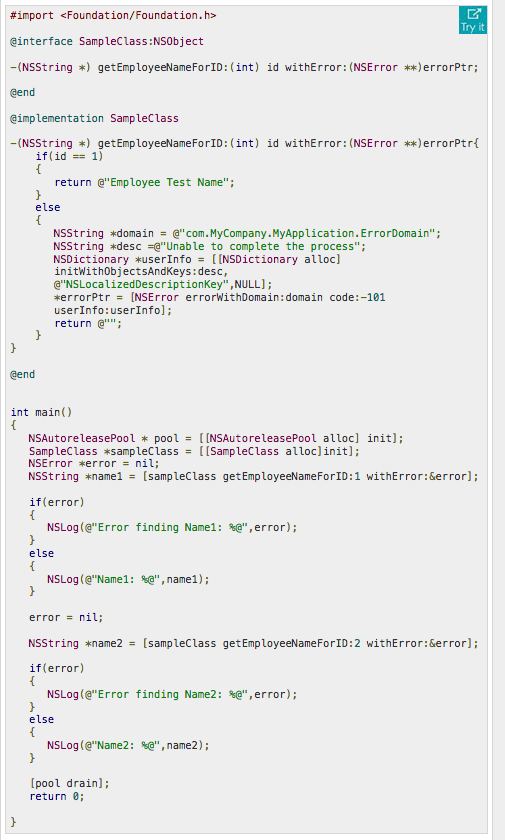 #import <Foundation/Foundation.h>
Try it
@interface SampleClass:NSObject
-(NSString *) getEmployeeNameForID:(int) id withError:(NSError **)errorPtr;
@end
@implementation SampleClass
-(NSString *) getEmployeeNameForID:(int) id withError:(NSError **)errorPtr{
if(id == 1)
{
return @"Employee Test Name";
}
else
{
NSString *domain = @"com.MyCompany.MyApplication.ErrorDomain";
NSString *desc =@"Unable to complete the process";
NSDictionary *userInfo = [[NSDictionary alloc]
initWithObjectsAndKeys:desc,
@"NSLocalizedDescriptionKey",NULL];
*errorPtr = [NSError errorWithDomain:domain code:-101
userInfo:userInfo];
return @"";
}
}
@end
int main()
{
NSAutoreleasePool * pool = [[NSAutoreleasePool alloc] init];
SampleClass *sampleClass = [[SampleClass alloc]init];
NSError *error = nil;
NSString *name1 = [sampleClass getEmployeeNameForID:1 withError:&error];
if(error)
{
NSLog(@"Error finding Name1: %@",error);
}
else
{
NSLog(@"Name1: %@",name1);
}
error = nil;
NSString *name2 = [sampleClass getEmployeeNameForID:2 withError:&error];
if(error)
{
NSLog(@"Error finding Name2: %@",error);
}
else
{
NSLog(@"Name2: %@",name2);
}
[pool drain];
return 0;
}